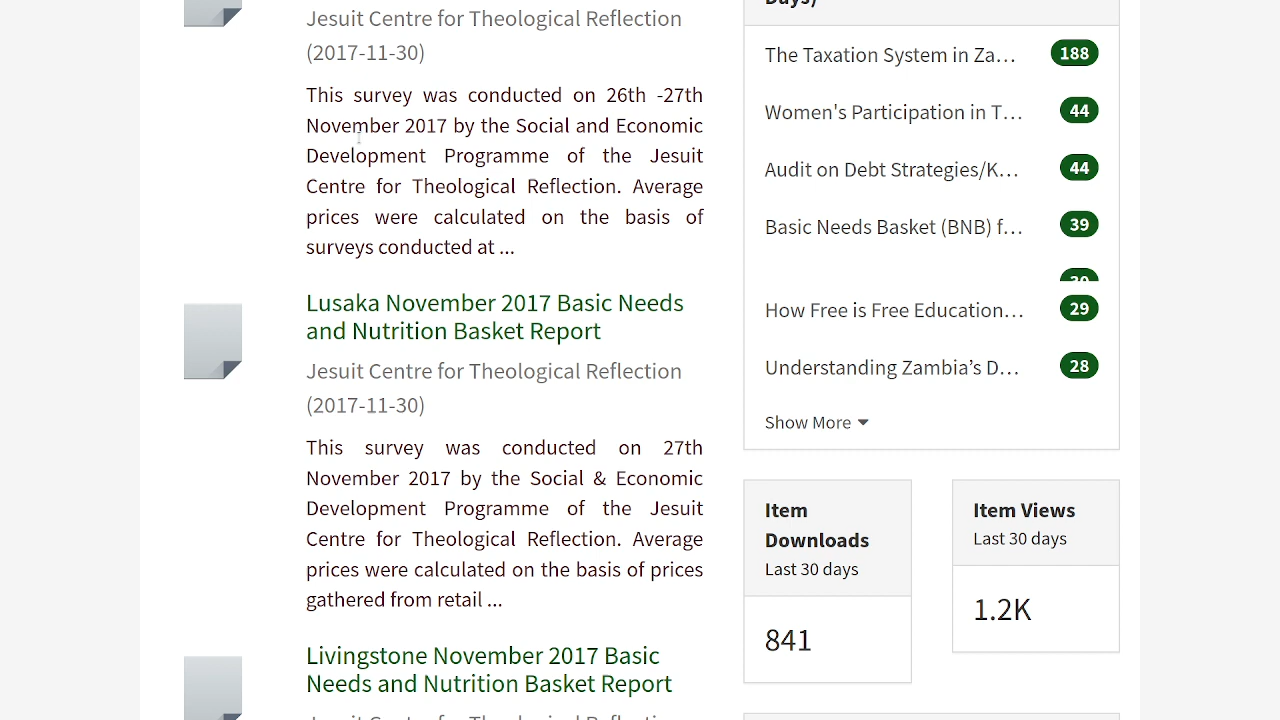 Jesuit Centre for Theological Reflection
(2017-11-30)
This survey was conducted on 26th -27th
November 2017 by the Social and Economic
Development Programme of the Jesuit
Centre for Theological Reflection. Average
prices were calculated on the basis of
surveys conducted at ...
Lusaka November 2017 Basic Needs
and Nutrition Basket Report
Jesuit Centre for Theological Reflection
(2017-11-30)
This survey was conducted on 27th
November 2017 by the Social & Economic
Development Programme of the Jesuit
Centre for Theological Reflection. Average
prices were calculated on the basis of prices
gathered from retail ...
Livingstone November 2017 Basic
Needs and Nutrition Basket Report
Days)
The Taxation System in Za... 188
Women's Participation in T... 44
Audit on Debt Strategies/K... 44
Basic Needs Basket (BNB) f... 39
How Free is Free Education... 29
Understanding Zambia's D... 28
Show More
Item
Downloads
Last 30 days
841
Item Views
Last 30 days
1.2K